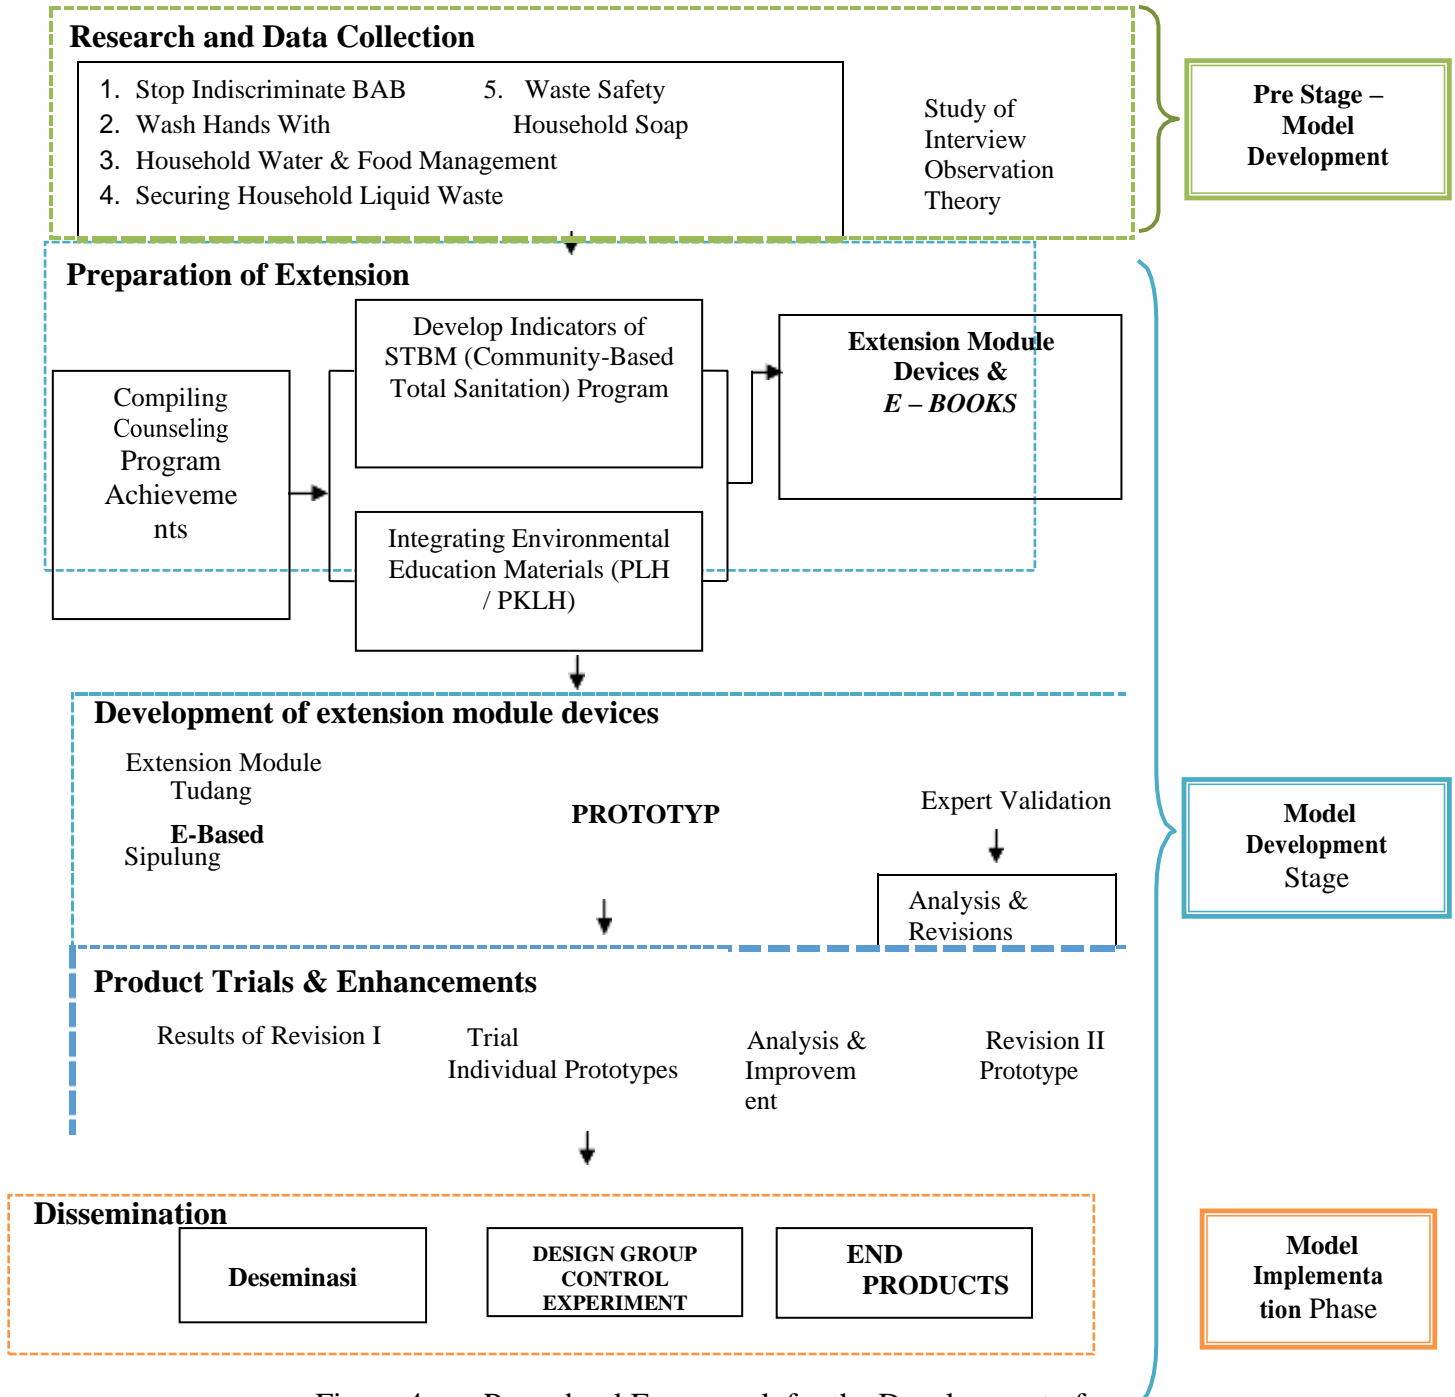 Research and Data Collection
1. Stop Indiscriminate BAB
2. Wash Hands With
3. Household Water & Food Management
4. Securing Household Liquid Waste
5. Waste Safety
Household Soap
Study of
Interview
Observation
Theory
Pre Stage –
Model
Development
Preparation of Extension
Compiling
Counseling
Program
Achieveme
nts
Develop Indicators of
STBM (Community-Based
Total Sanitation) Program
Integrating Environmental
Education Materials (PLH
/ PKLH)
Extension Module
Devices &
E – BOOKS
Development of extension module devices
Extension Module
Tudang
E-Based
Sipulung
PROTOTYP
Expert Validation
Analysis &
Revisions
Model
Development
Stage
Product Trials & Enhancements
Results of Revision I
Trial
Individual Prototypes
Analysis &
Improvem
ent
Revision II
Prototype
Dissemination
Deseminasi
DESIGN GROUP
CONTROL
EXPERIMENT
END
PRODUCTS
Model
Implementa
tion Phase